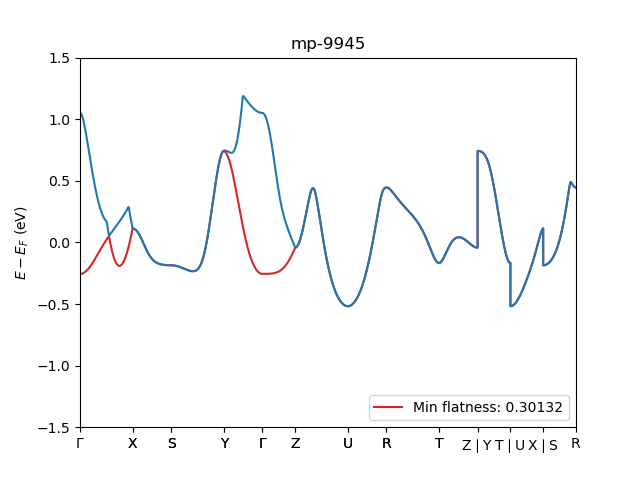 mp-9945
E − E_F (eV)
1.5
1.0
0.5
0.0
−0.5
−1.0
−1.5
Min flatness: 0.30132
Γ X S Y Γ Z U R T Z | Y T | U X | S R